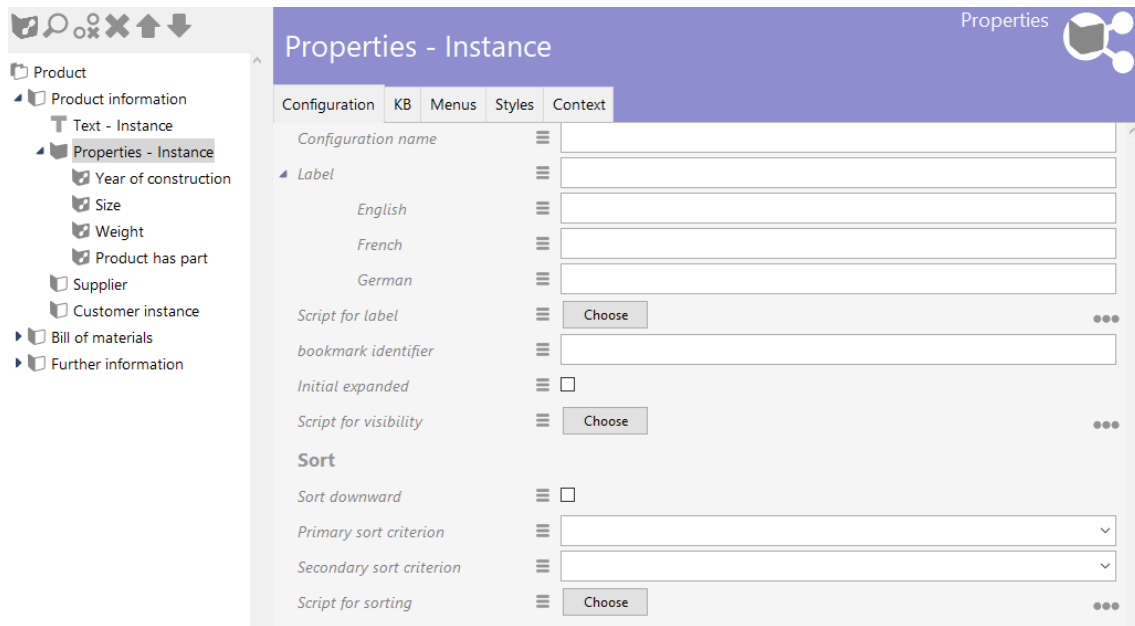 Product
Product information
Text - Instance
Properties - Instance
Year of construction
Size
Weight
Product has part
Supplier
Customer instance
Bill of materials
Further information
Properties
Properties - Instance
Configuration KB Menus Styles Context
Configuration name
Label
English
French
German
Script for label Choose
bookmark identifier
Initial expanded
Script for visibility Choose
Sort
Sort downward
Primary sort criterion
Secondary sort criterion
Script for sorting Choose